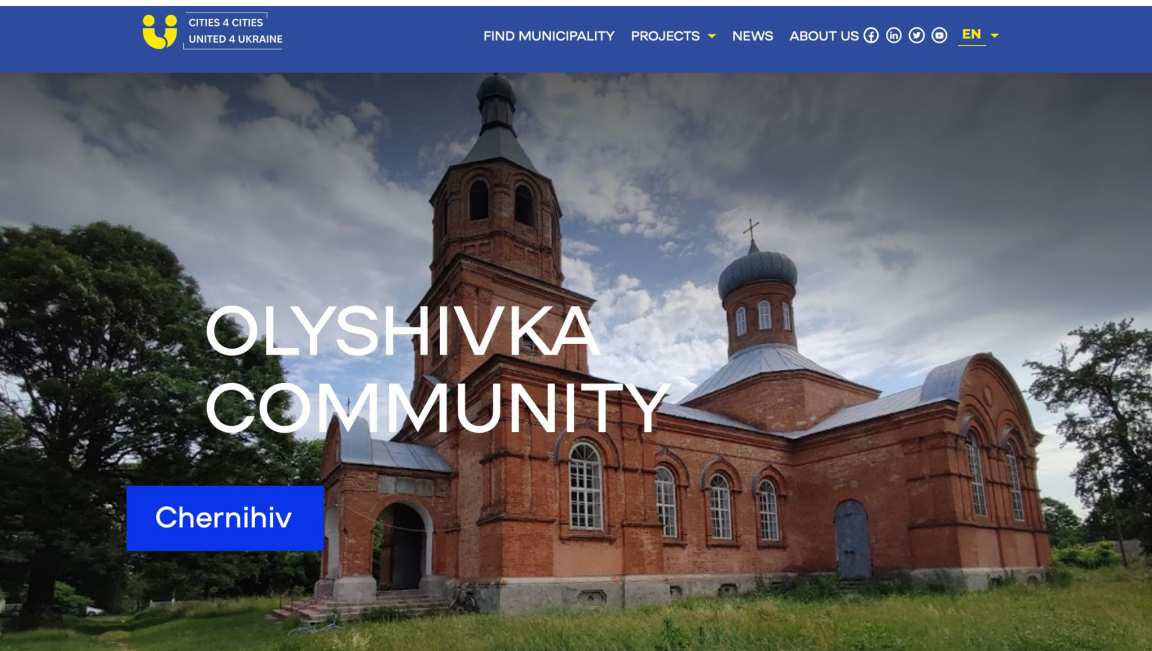 CITIES 4 CITIES
UNITED 4 UKRAINE
FIND MUNICIPALITY PROJECTS NEWS ABOUT US EN
OLYSHIVKA
COMMUNITY
Chernihiv